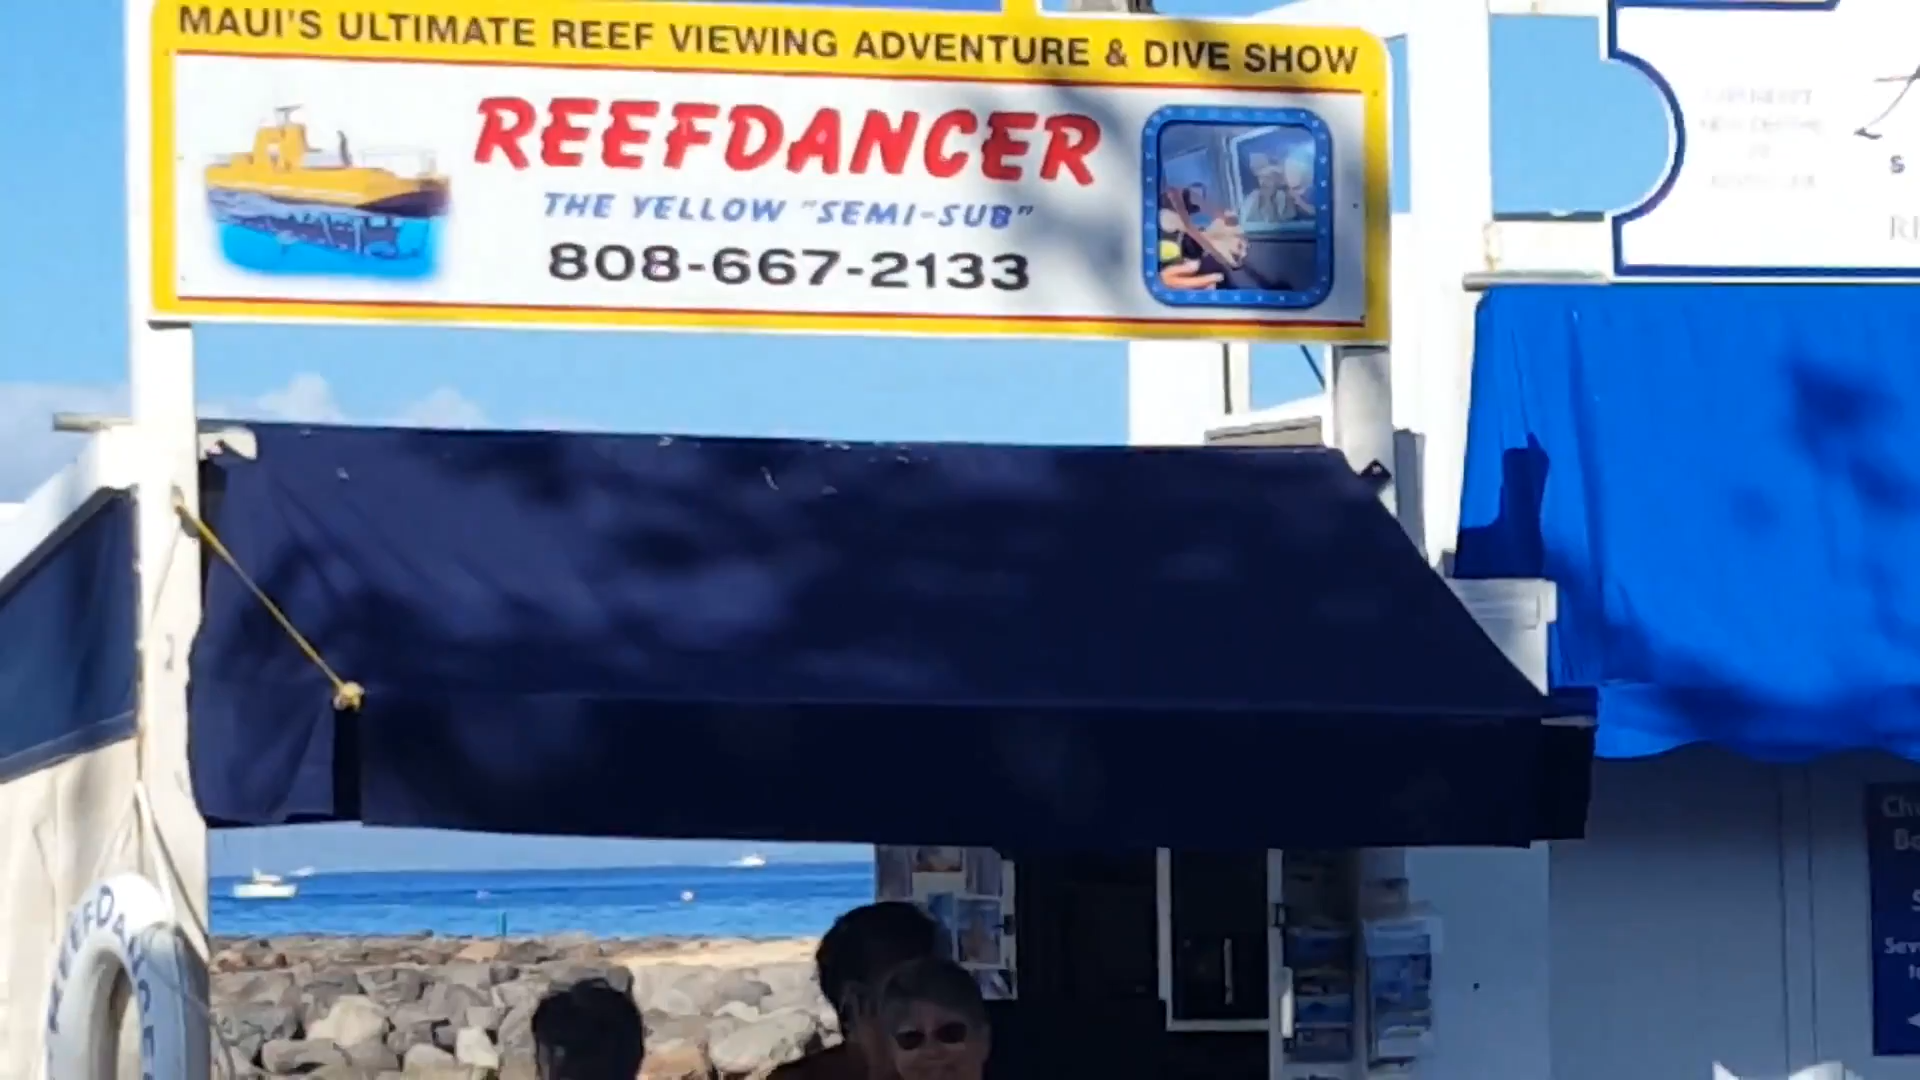 MAUI'S ULTIMATE REEF VIEWING ADVENTURE & DIVE SHOW
REEFDANCER
THE YELLOW "SEMI-SUB"
808-667-2133
REEFDANCER